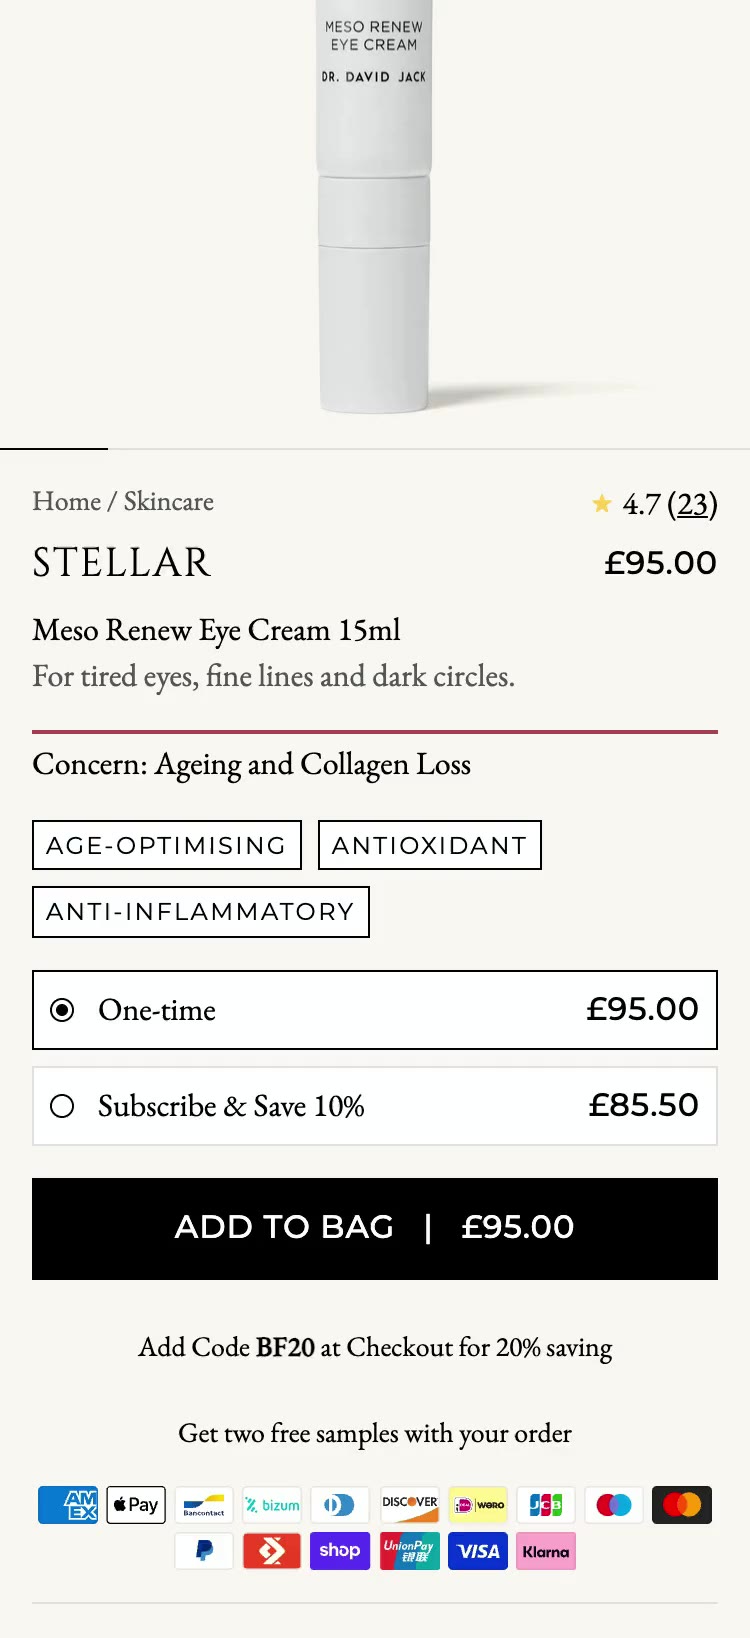 MESO RENEW
EYE CREAM
DR. DAVID JACK
Home / Skincare
4.7 (23)
STELLAR
£95.00
Meso Renew Eye Cream 15ml
For tired eyes, fine lines and dark circles.
Concern: Ageing and Collagen Loss
AGE-OPTIMISING
ANTIOXIDANT
ANTI-INFLAMMATORY
One-time
£95.00
Subscribe & Save 10%
£85.50
ADD TO BAG | £95.00
Add Code BF20 at Checkout for 20% saving
Get two free samples with your order
AM
EX
Pay
Bancontact
bizum
DISCOVER
iDEAL
wero
JCB
shop
UnionPay
银联
VISA
Klarna